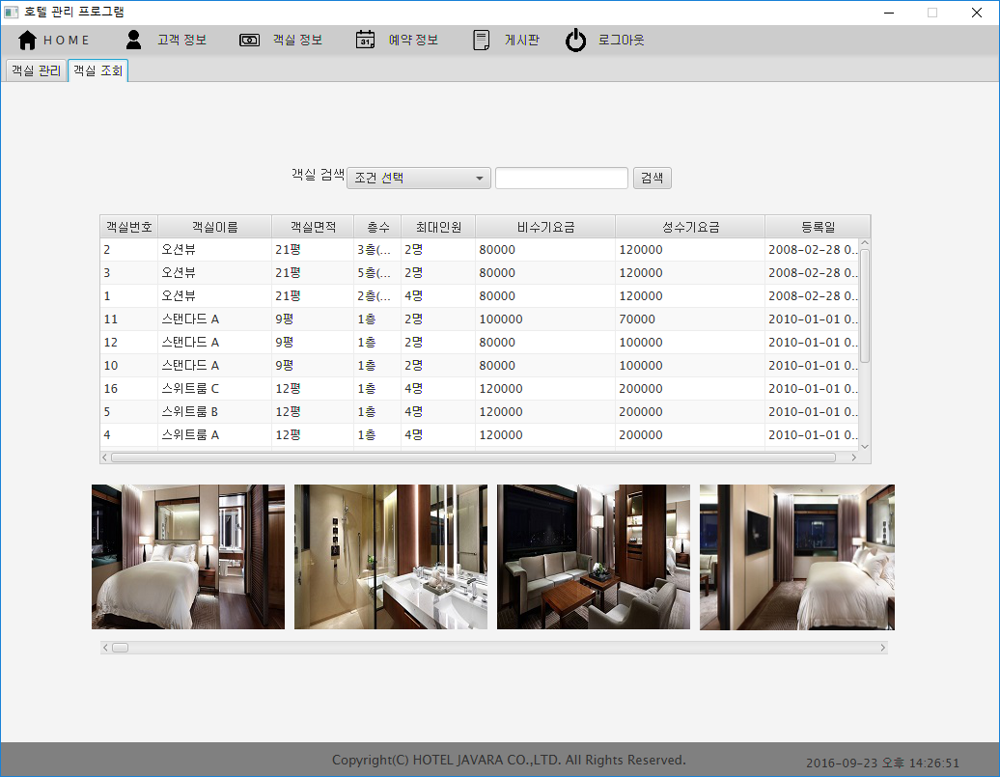 호텔 관리 프로그램
HOME 고객 정보 객실 정보 예약 정보 게시판 로그아웃
객실 관리 객실 조회
객실 검색 조건 선택 검색
객실번호 객실이름 객실면적 층수 최대인원 비수기요금 성수기요금 등록일
2 오션뷰 21평 3층(... 2명 80000 120000 2008-02-28 0..
3 오션뷰 21평 5층(... 2명 80000 120000 2008-02-28 0..
1 오션뷰 21평 2층(... 4명 80000 120000 2008-02-28 0..
11 스탠다드 A 9평 1층 2명 100000 70000 2010-01-01 0..
12 스탠다드 A 9평 1층 2명 80000 100000 2010-01-01 0..
10 스탠다드 A 9평 1층 2명 80000 100000 2010-01-01 0..
16 스위트룸 C 12평 1층 4명 120000 200000 2010-01-01 0..
5 스위트룸 B 12평 1층 4명 120000 200000 2010-01-01 0..
4 스위트룸 A 12평 1층 4명 120000 200000 2010-01-01 0..
Copyright(C) HOTEL JAVARA CO.,LTD. All Rights Reserved.
2016-09-23 오후 14:26:51